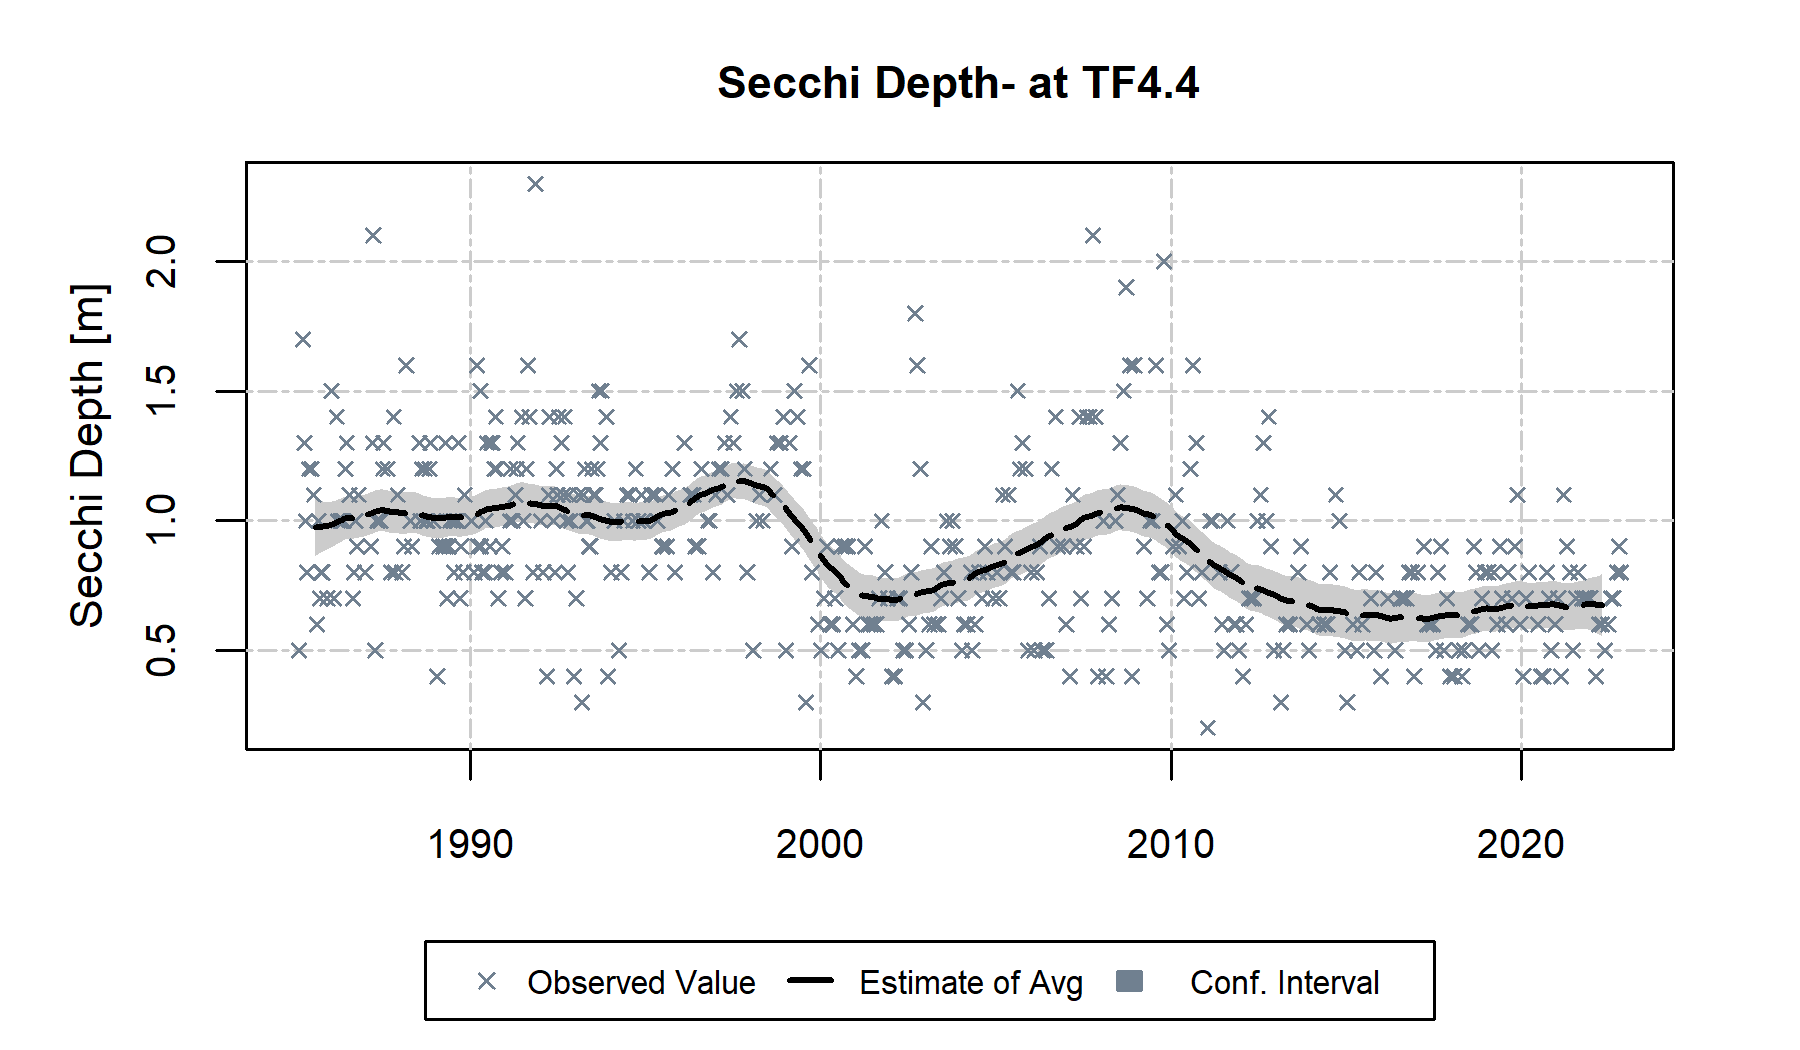 Secchi Depth- at TF4.4
Secchi Depth [m]
2.0
1.5
1.0
0.5
1990 2000 2010 2020
Observed Value Estimate of Avg Conf. Interval